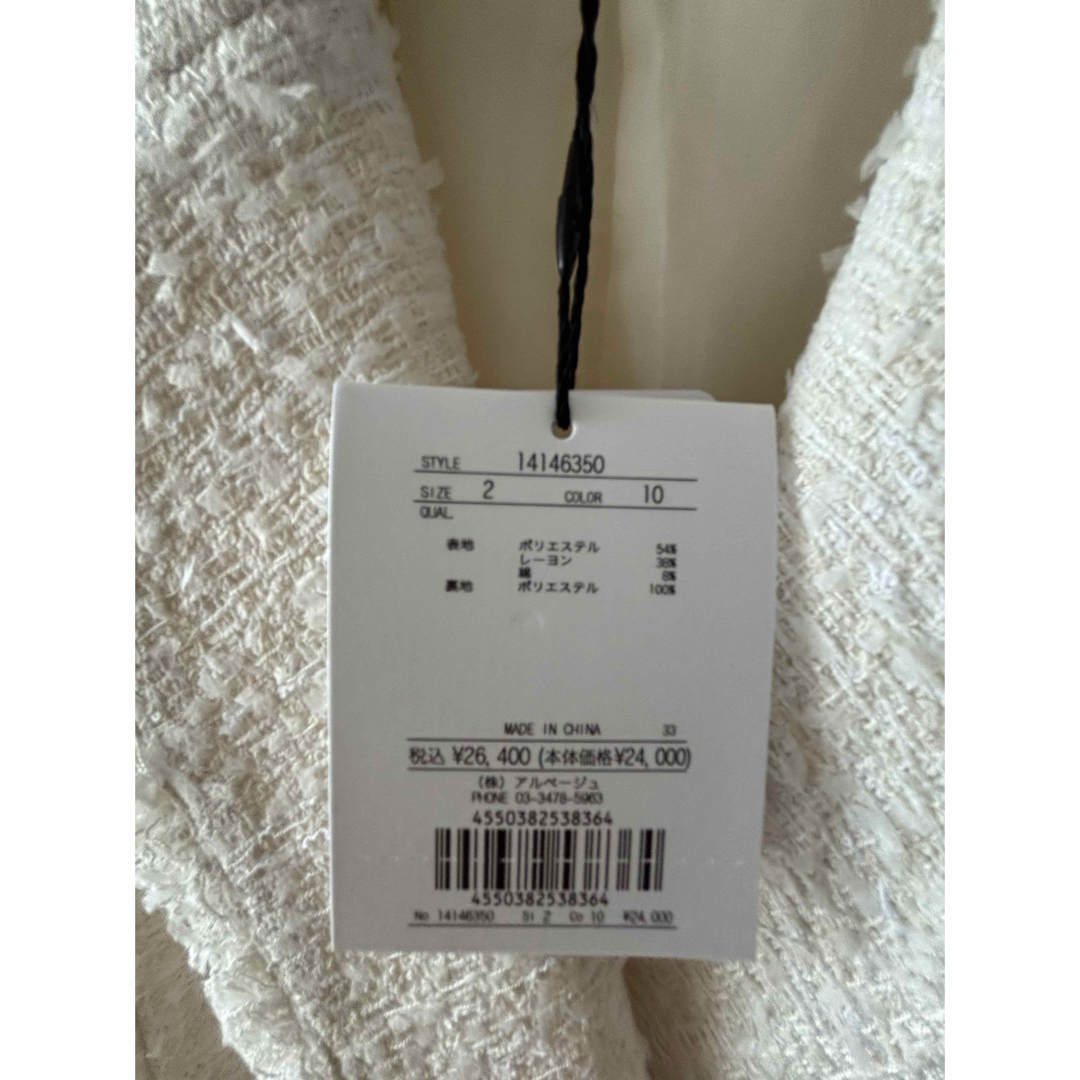 STYLE 14146350
SIZE 2 COLOR 10
QUAL.
表地 ポリエステル 54%
レーヨン 38%
綿 8%
裏地 ポリエステル 100%
MADE IN CHINA 33
税込 ¥26,400 (本体価格¥24,000)
(株) アルページュ
PHONE 03-3478-5963
4550382538364
4550382538364
No 14146350 Si 2 Co 10 ¥24,000